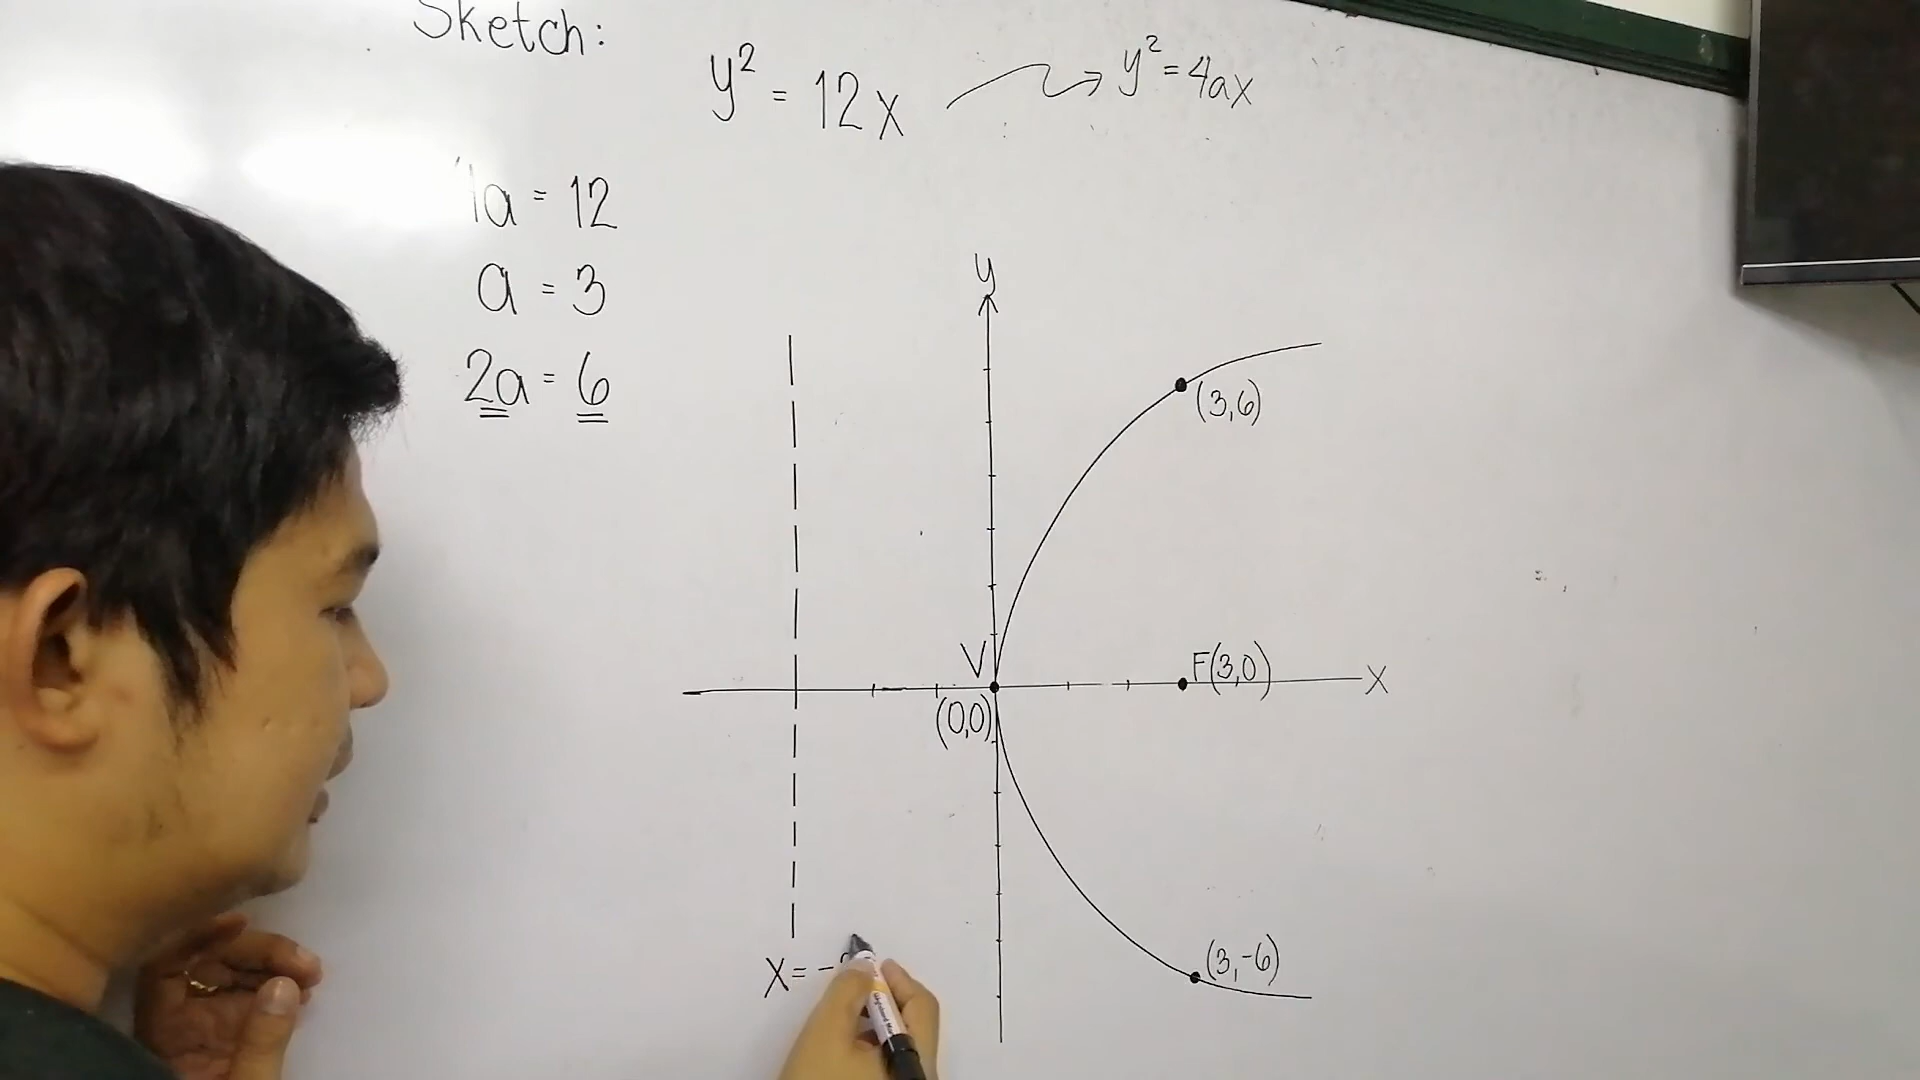 Sketch:
y² = 12x
y² = 4ax
4a = 12
a = 3
2a = 6
y
(3,6)
V
F(3,0)
X
(0,0)
(3,-6)
X = -